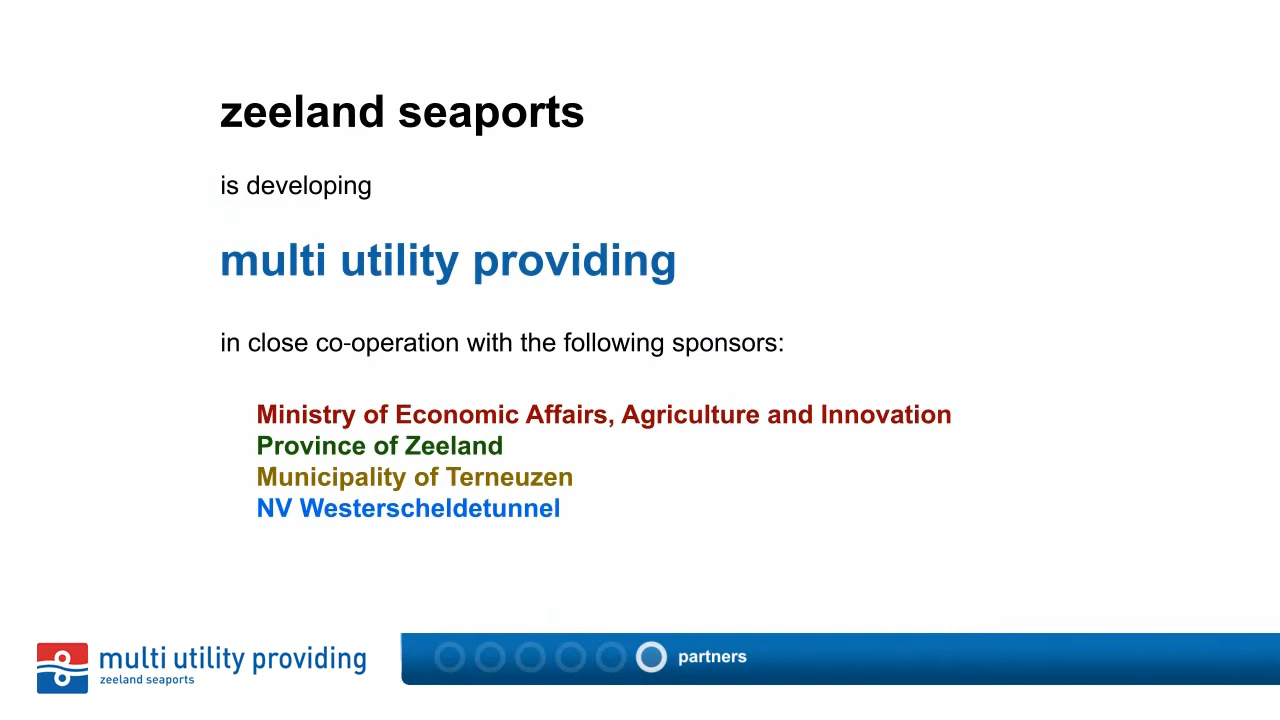 zeeland seaports
is developing
multi utility providing
in close co-operation with the following sponsors:
Ministry of Economic Affairs, Agriculture and Innovation
Province of Zeeland
Municipality of Terneuzen
NV Westerscheldetunnel
multi utility providing
zeeland seaports
partners